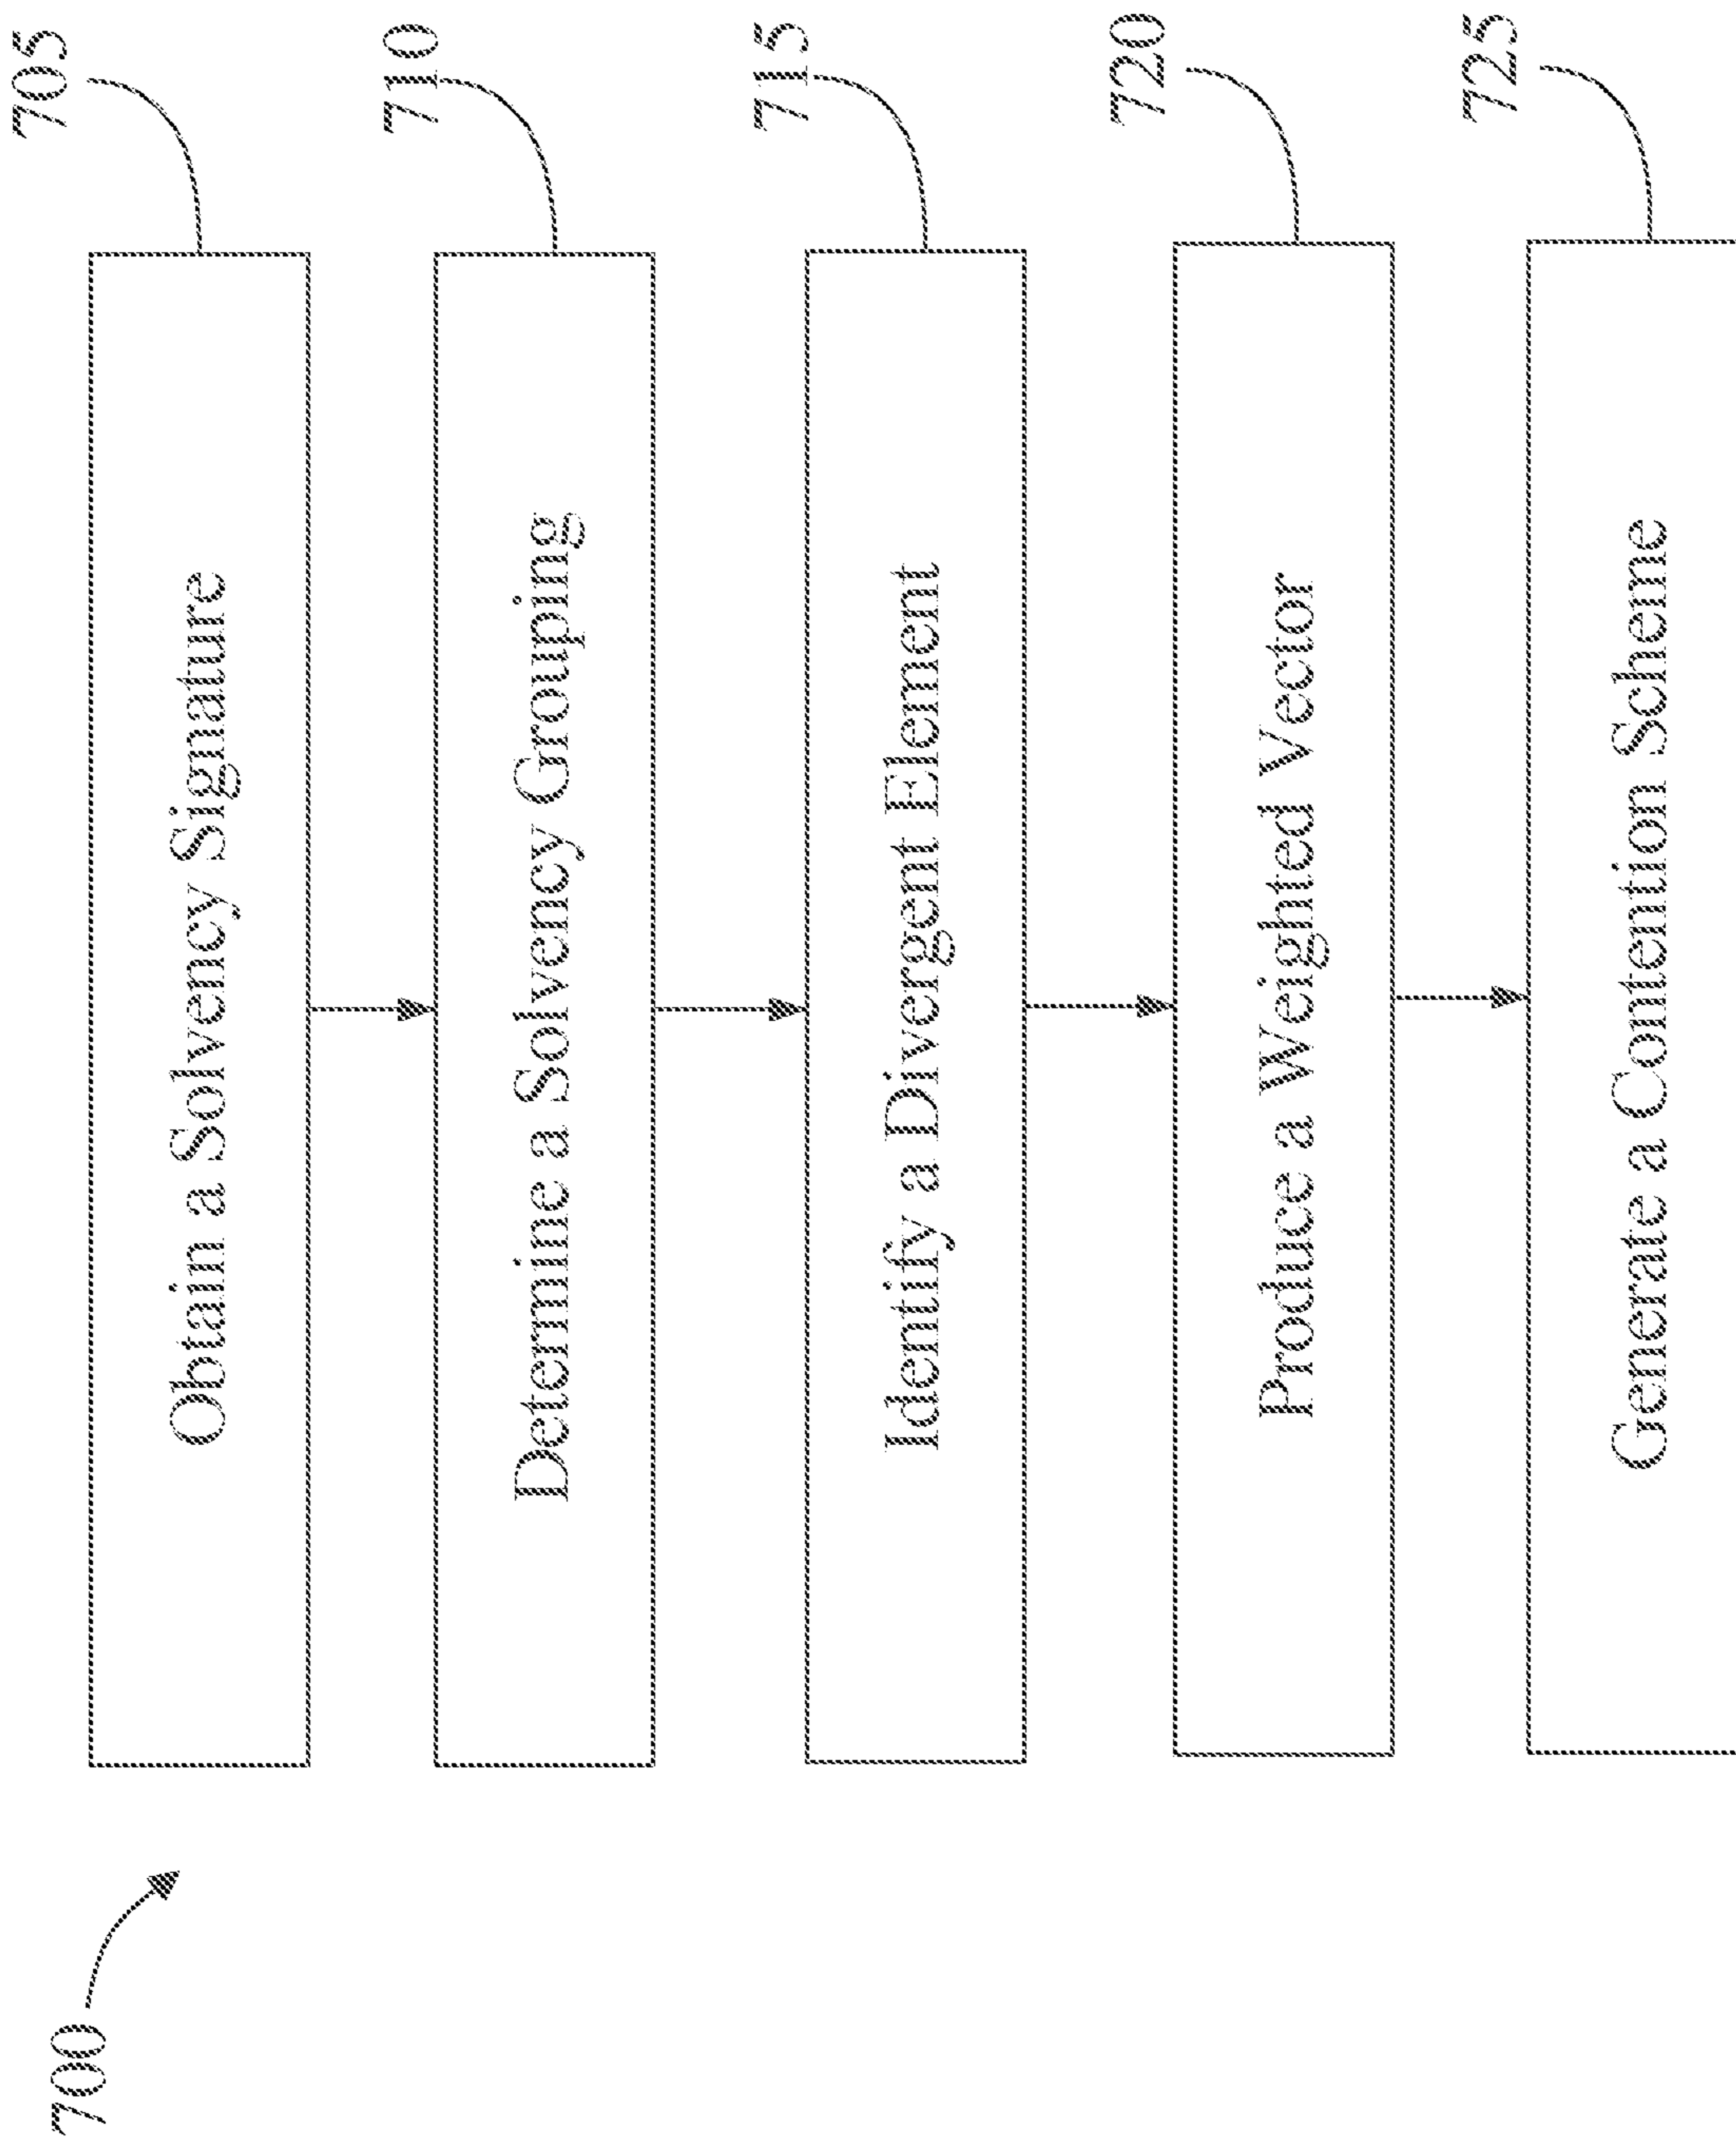 700
705
Obtain a Solvency Signature
710
Determine a Solvency Grouping
715
Identify a Divergent Element
720
Produce a Weighted Vector
725
Generate a Contention Scheme